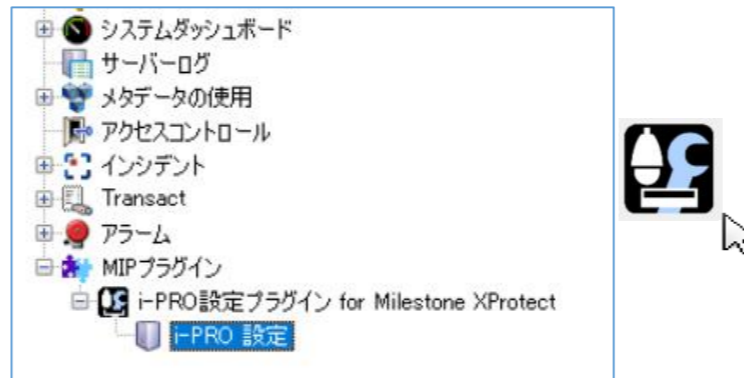 システムダッシュボード
サーバーログ
メタデータの使用
アクセスコントロール
インシデント
Transact
アラーム
MIPプラグイン
i-PRO設定プラグイン for Milestone XProtect
i-PRO 設定